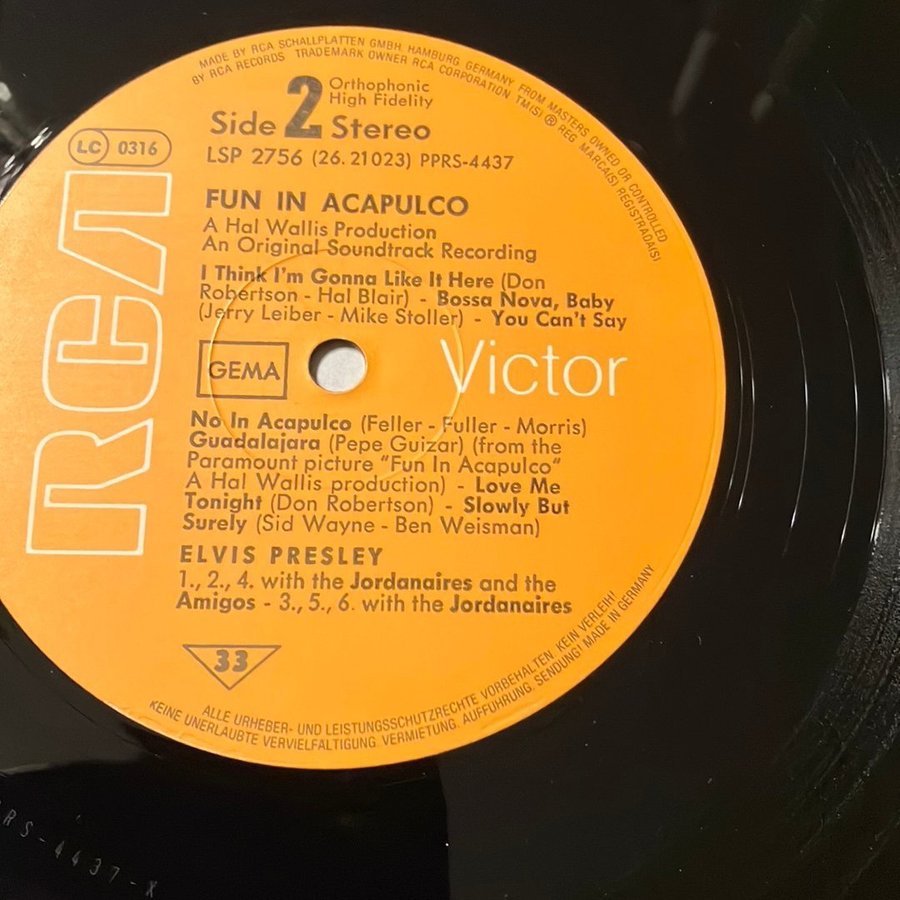 MADE BY RCA SCHALLPLATTEN GMBH, HAMBURG, GERMANY, FROM MASTERS OWNED OR CONTROLLED
BY RCA RECORDS TRADEMARK OWNER RCA CORPORATION TM(S) ® REG MARCA(S) REGISTRADA(S)
Orthophonic
High Fidelity
Side 2 Stereo
LC 0316
LSP 2756 (26.21023) PPRS-4437
FUN IN ACAPULCO
A Hal Wallis Production
An Original Soundtrack Recording
I Think I'm Gonna Like It Here (Don
Robertson - Hal Blair) - Bossa Nova, Baby
(Jerry Leiber - Mike Stoller) - You Can't Say
RCA
GEMA
Victor
No In Acapulco (Feller - Fuller - Morris)
Guadalajara (Pepe Guizar) (from the
Paramount picture "Fun In Acapulco"
A Hal Wallis production) - Love Me
Tonight (Don Robertson) - Slowly But
Surely (Sid Wayne - Ben Weisman)
ELVIS PRESLEY
1., 2., 4. with the Jordanaires and the
Amigos - 3., 5., 6. with the Jordanaires
33
ALLE URHEBER- UND LEISTUNGSSCHUTZRECHTE VORBEHALTEN. KEIN VERLEIH!
KEINE UNERLAUBTE VERVIELFALTIGUNG, VERMIETUNG, AUFFUHRUNG, SENDUNG! MADE IN GERMANY
RS-4437-X